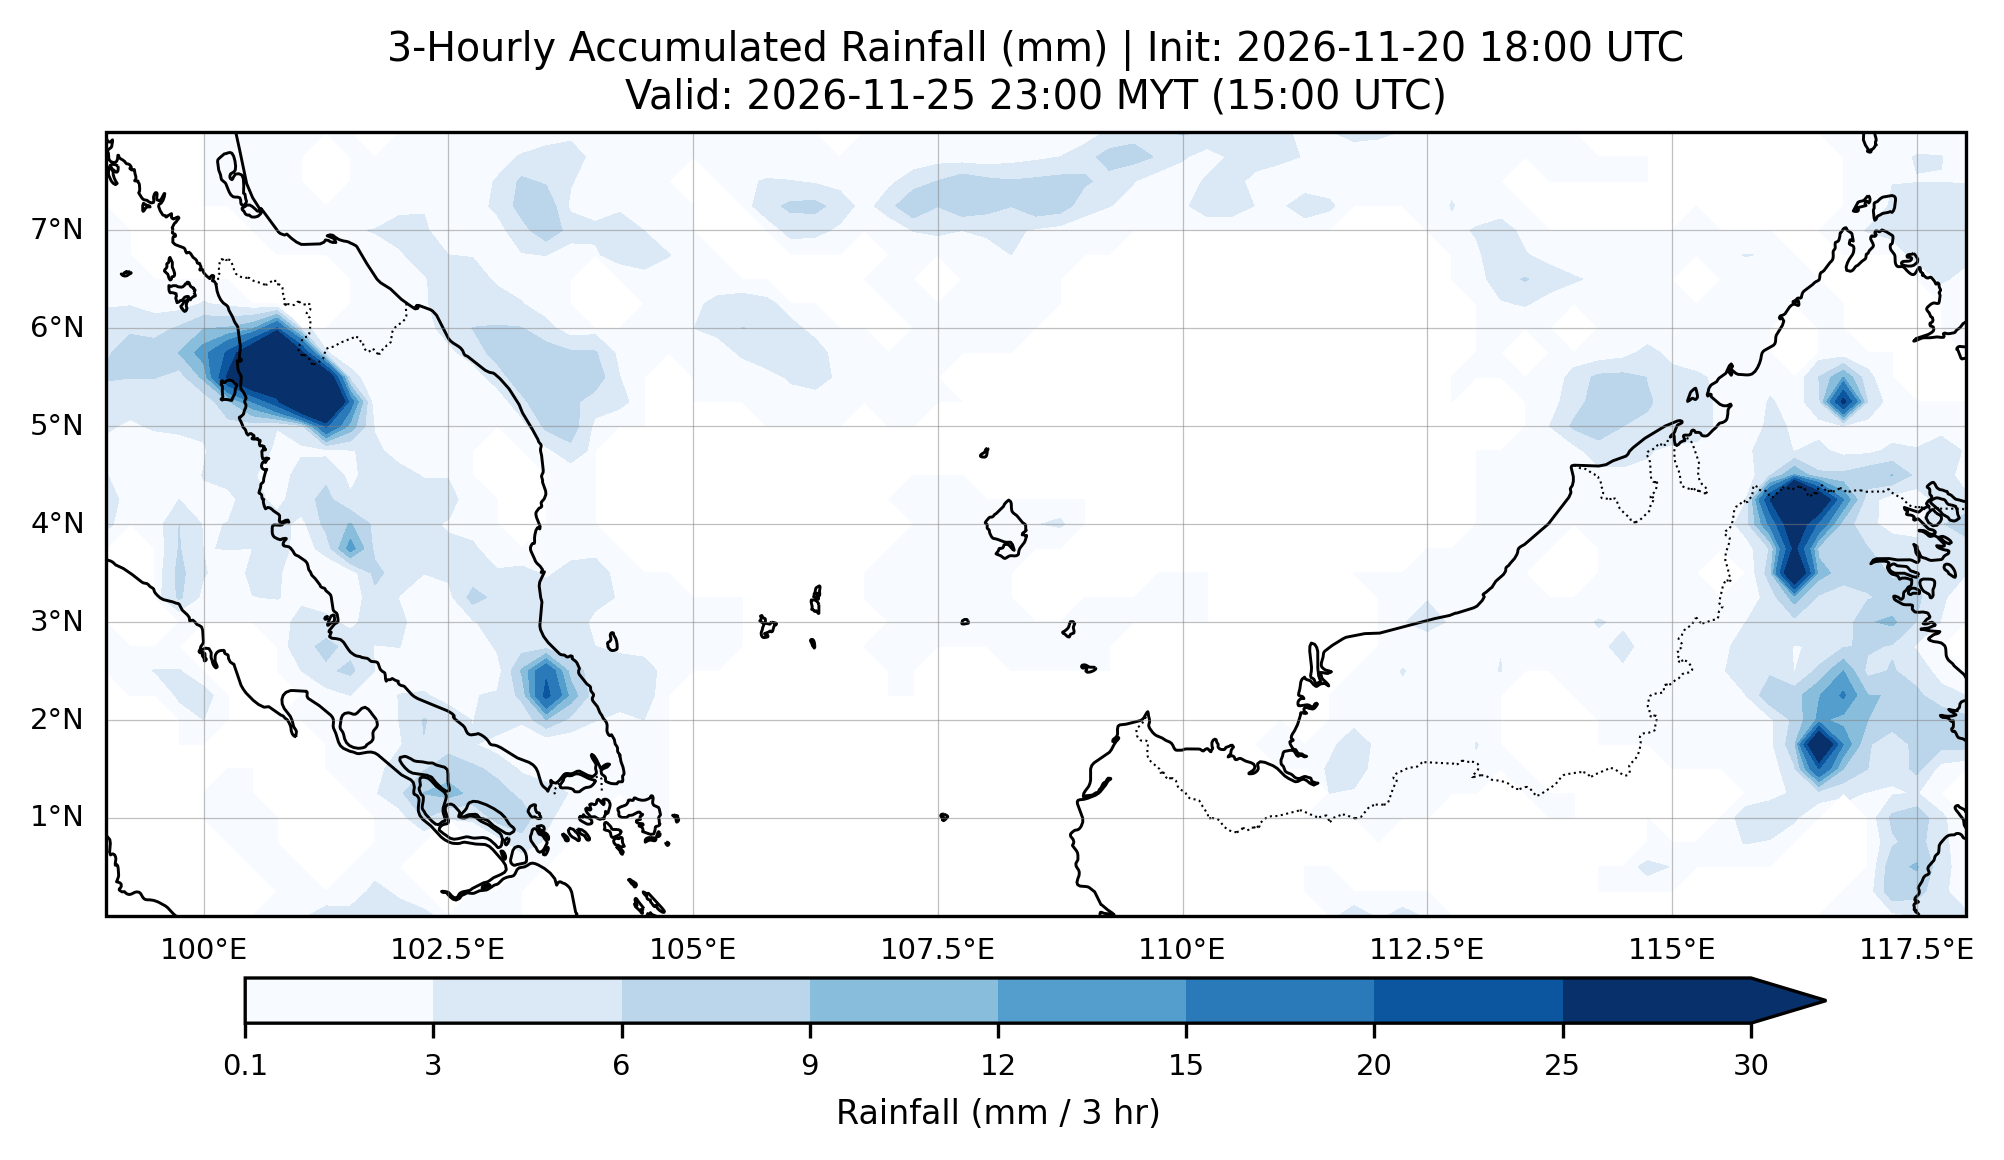 3-Hourly Accumulated Rainfall (mm) | Init: 2026-11-20 18:00 UTC
Valid: 2026-11-25 23:00 MYT (15:00 UTC)
7°N
6°N
5°N
4°N
3°N
2°N
1°N
100°E 102.5°E 105°E 107.5°E 110°E 112.5°E 115°E 117.5°E
0.1 3 6 9 12 15 20 25 30
Rainfall (mm / 3 hr)